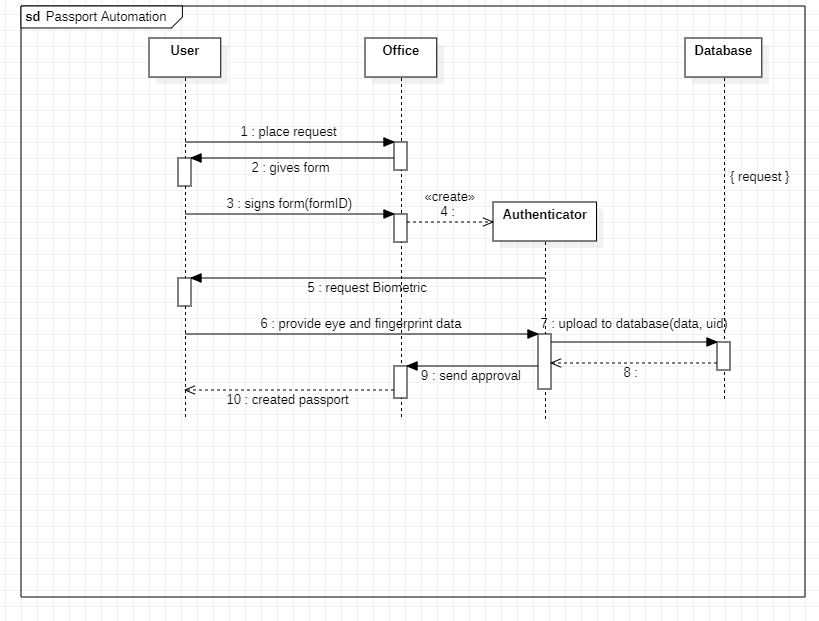 sd Passport Automation
User
Office
Database
1 : place request
2 : gives form
{ request }
3 : signs form(formID)
«create»
4 :
Authenticator
5 : request Biometric
6 : provide eye and fingerprint data
7 : upload to database(data, uid)
8 :
9 : send approval
10 : created passport